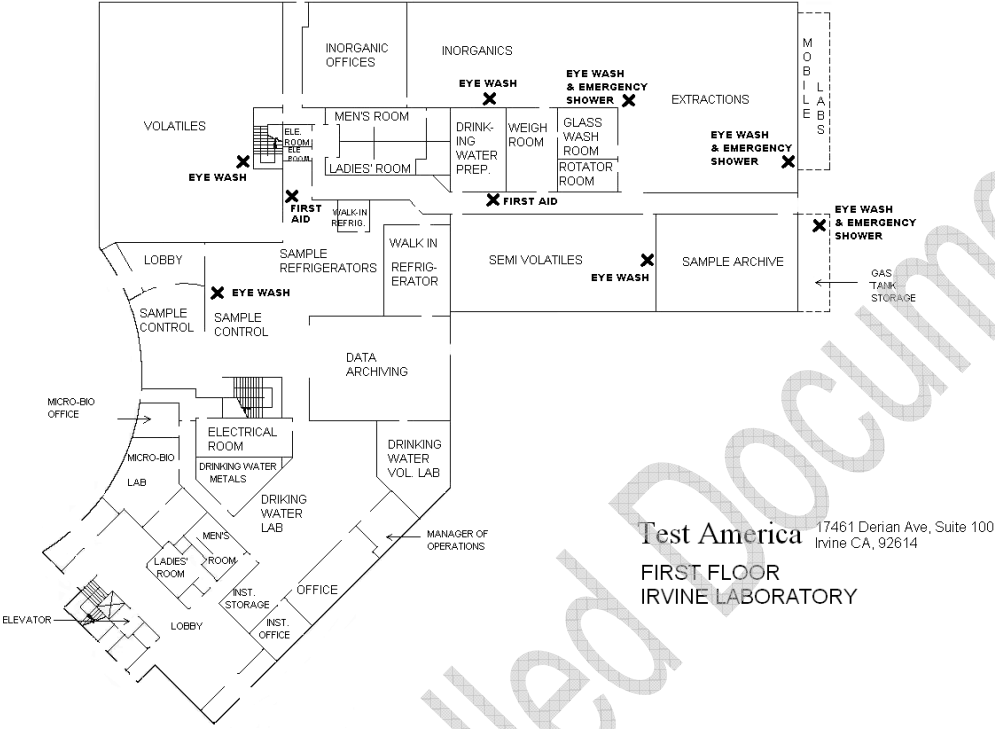 INORGANIC
OFFICES
INORGANICS
MOBILE
LABS
EYE WASH
EYE WASH
& EMERGENCY
SHOWER
EXTRACTIONS
VOLATILES
MEN'S ROOM
ELE.
ROOM
ELE
ROOM
DRINK-
ING
WATER
PREP.
WEIGH
ROOM
GLASS
WASH
ROOM
EYE WASH
& EMERGENCY
SHOWER
LADIES' ROOM
ROTATOR
ROOM
EYE WASH
FIRST
AID
FIRST AID
WALK-IN
REFRIG.
EYE WASH
& EMERGENCY
SHOWER
LOBBY
SAMPLE
REFRIGERATORS
WALK IN
REFRIG-
ERATOR
SEMI VOLATILES
EYE WASH
SAMPLE ARCHIVE
GAS
TANK
STORAGE
EYE WASH
SAMPLE
CONTROL
SAMPLE
CONTROL
DATA
ARCHIVING
MICRO-BIO
OFFICE
ELECTRICAL
ROOM
DRINKING
WATER
VOL. LAB
MICRO-BIO
LAB
DRINKING WATER
METALS
DRIKING
WATER
LAB
MANAGER OF
OPERATIONS
MEN'S
ROOM
LADIES'
ROOM
INST.
STORAGE
OFFICE
INST.
OFFICE
ELEVATOR
LOBBY
Test America 17461 Derian Ave, Suite 100
Irvine CA, 92614
FIRST FLOOR
IRVINE LABORATORY
lled Docume